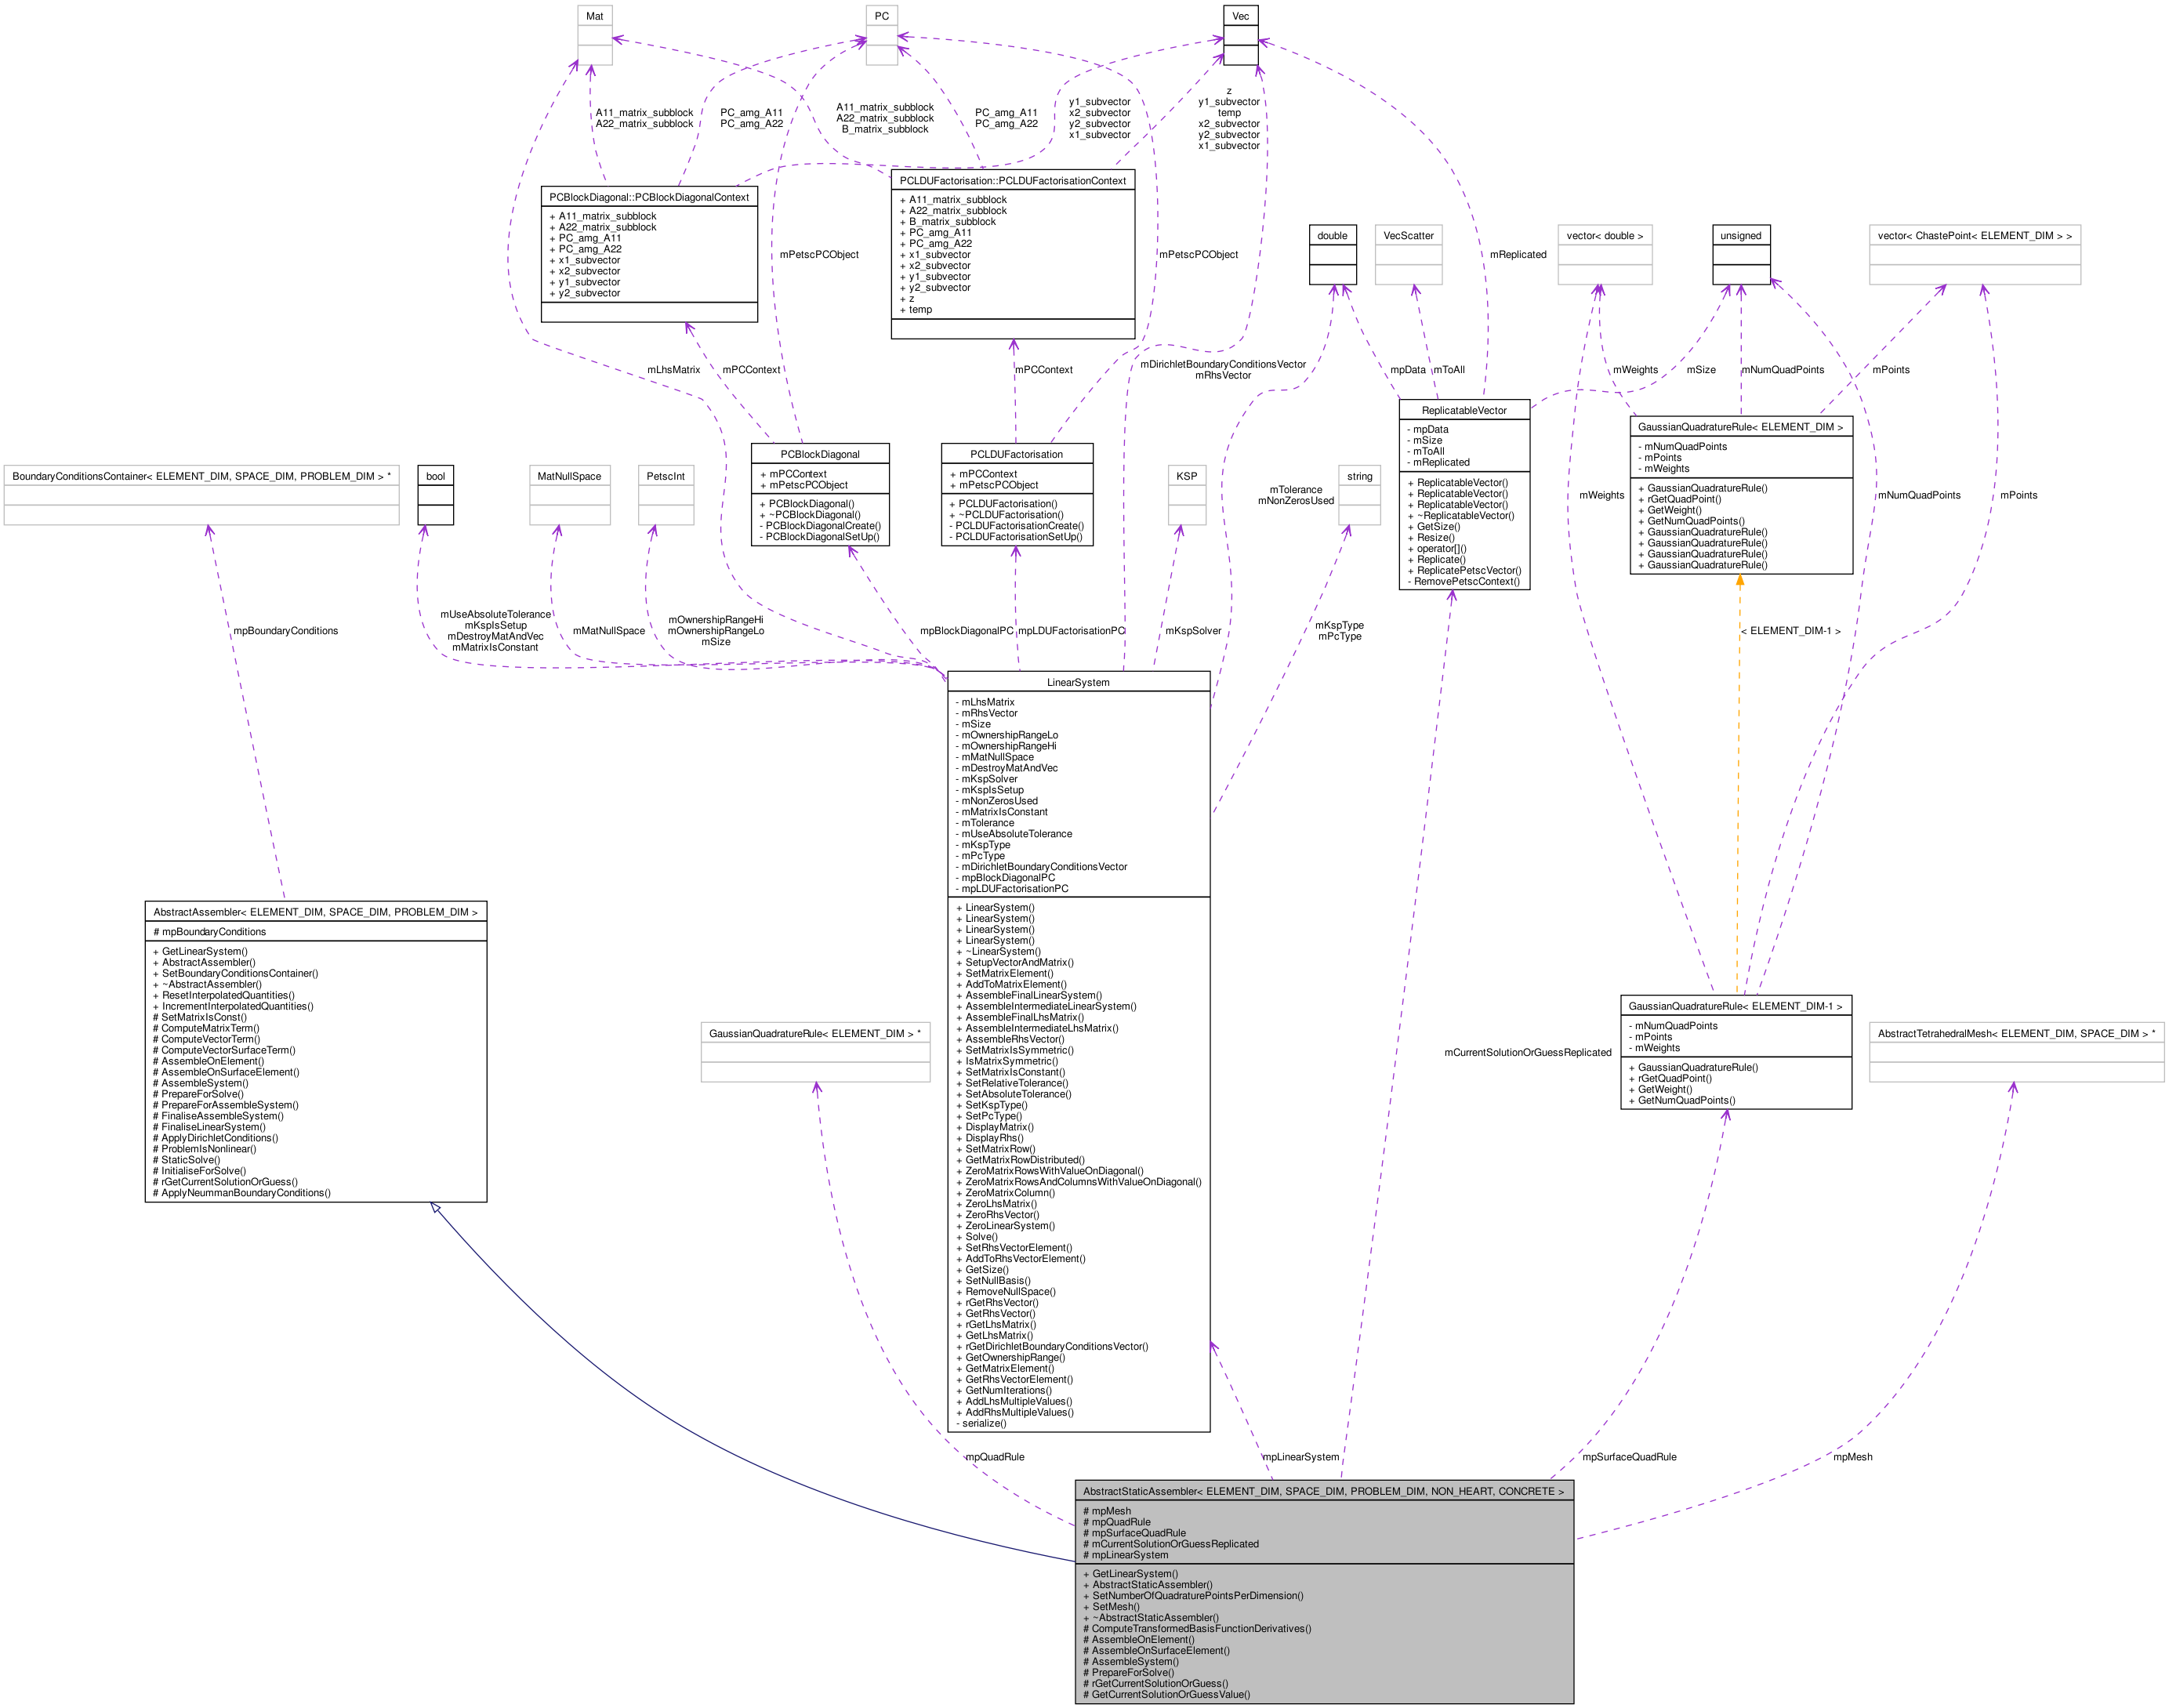 Mat
PC
Vec
A11_matrix_subblock
A22_matrix_subblock
PC_amg_A11
PC_amg_A22
A11_matrix_subblock
A22_matrix_subblock
B_matrix_subblock
PC_amg_A11
PC_amg_A22
y1_subvector
x2_subvector
y2_subvector
x1_subvector
z
y1_subvector
temp
x2_subvector
y2_subvector
x1_subvector
PCBlockDiagonal::PCBlockDiagonalContext
+ A11_matrix_subblock
+ A22_matrix_subblock
+ PC_amg_A11
+ PC_amg_A22
+ x1_subvector
+ x2_subvector
+ y1_subvector
+ y2_subvector
mPetscPCObject
PCLDUFactorisation::PCLDUFactorisationContext
+ A11_matrix_subblock
+ A22_matrix_subblock
+ B_matrix_subblock
+ PC_amg_A11
+ PC_amg_A22
+ x1_subvector
+ x2_subvector
+ y1_subvector
+ y2_subvector
+ z
+ temp
mPetscPCObject
double
VecScatter
mReplicated
vector< double >
unsigned
vector< ChastePoint< ELEMENT_DIM > >
mLhsMatrix
mPCContext
mPCContext
mDirichletBoundaryConditionsVector
mRhsVector
mpData
mToAll
mWeights
mSize
mNumQuadPoints
mPoints
BoundaryConditionsContainer< ELEMENT_DIM, SPACE_DIM, PROBLEM_DIM > *
bool
MatNullSpace
PetscInt
PCBlockDiagonal
+ mPCContext
+ mPetscPCObject
+ PCBlockDiagonal()
+ ~PCBlockDiagonal()
- PCBlockDiagonalCreate()
- PCBlockDiagonalSetUp()
PCLDUFactorisation
+ mPCContext
+ mPetscPCObject
+ PCLDUFactorisation()
+ ~PCLDUFactorisation()
- PCLDUFactorisationCreate()
- PCLDUFactorisationSetUp()
KSP
mTolerance
mNonZerosUsed
string
ReplicatableVector
- mpData
- mSize
- mToAll
- mReplicated
+ ReplicatableVector()
+ ReplicatableVector()
+ ReplicatableVector()
+ ~ReplicatableVector()
+ GetSize()
+ Resize()
+ operator[]()
+ Replicate()
+ ReplicatePetscVector()
- RemovePetscContext()
mWeights
GaussianQuadratureRule< ELEMENT_DIM >
- mNumQuadPoints
- mPoints
- mWeights
+ GaussianQuadratureRule()
+ rGetQuadPoint()
+ GetWeight()
+ GetNumQuadPoints()
+ GaussianQuadratureRule()
+ GaussianQuadratureRule()
+ GaussianQuadratureRule()
+ GaussianQuadratureRule()
mNumQuadPoints
mPoints
mpBoundaryConditions
mUseAbsoluteTolerance
mKspIsSetup
mDestroyMatAndVec
mMatrixIsConstant
mMatNullSpace
mOwnershipRangeHi
mOwnershipRangeLo
mSize
mpBlockDiagonalPC
mpLDUFactorisationPC
mKspSolver
mKspType
mPcType
< ELEMENT_DIM-1 >
LinearSystem
- mLhsMatrix
- mRhsVector
- mSize
- mOwnershipRangeLo
- mOwnershipRangeHi
- mMatNullSpace
- mDestroyMatAndVec
- mKspSolver
- mKspIsSetup
- mNonZerosUsed
- mMatrixIsConstant
- mTolerance
- mUseAbsoluteTolerance
- mKspType
- mPcType
- mDirichletBoundaryConditionsVector
- mpBlockDiagonalPC
- mpLDUFactorisationPC
+ LinearSystem()
+ LinearSystem()
+ LinearSystem()
+ LinearSystem()
+ ~LinearSystem()
+ SetupVectorAndMatrix()
+ SetMatrixElement()
+ AddToMatrixElement()
+ AssembleFinalLinearSystem()
+ AssembleIntermediateLinearSystem()
+ AssembleFinalLhsMatrix()
+ AssembleIntermediateLhsMatrix()
+ AssembleRhsVector()
+ SetMatrixIsSymmetric()
+ IsMatrixSymmetric()
+ SetMatrixIsConstant()
+ SetRelativeTolerance()
+ SetAbsoluteTolerance()
+ SetKspType()
+ SetPcType()
+ DisplayMatrix()
+ DisplayRhs()
+ SetMatrixRow()
+ GetMatrixRowDistributed()
+ ZeroMatrixRowsWithValueOnDiagonal()
+ ZeroMatrixRowsAndColumnsWithValueOnDiagonal()
+ ZeroMatrixColumn()
+ ZeroLhsMatrix()
+ ZeroRhsVector()
+ ZeroLinearSystem()
+ Solve()
+ SetRhsVectorElement()
+ AddToRhsVectorElement()
+ GetSize()
+ SetNullBasis()
+ RemoveNullSpace()
+ rGetRhsVector()
+ GetRhsVector()
+ rGetLhsMatrix()
+ GetLhsMatrix()
+ rGetDirichletBoundaryConditionsVector()
+ GetOwnershipRange()
+ GetMatrixElement()
+ GetRhsVectorElement()
+ GetNumIterations()
+ AddLhsMultipleValues()
+ AddRhsMultipleValues()
- serialize()
AbstractAssembler< ELEMENT_DIM, SPACE_DIM, PROBLEM_DIM >
# mpBoundaryConditions
+ GetLinearSystem()
+ AbstractAssembler()
+ SetBoundaryConditionsContainer()
+ ~AbstractAssembler()
+ ResetInterpolatedQuantities()
+ IncrementInterpolatedQuantities()
# SetMatrixIsConst()
# ComputeMatrixTerm()
# ComputeVectorTerm()
# ComputeVectorSurfaceTerm()
# AssembleOnElement()
# AssembleOnSurfaceElement()
# AssembleSystem()
# PrepareForSolve()
# PrepareForAssembleSystem()
# FinaliseAssembleSystem()
# FinaliseLinearSystem()
# ApplyDirichletConditions()
# ProblemIsNonlinear()
# StaticSolve()
# InitialiseForSolve()
# rGetCurrentSolutionOrGuess()
# ApplyNeummanBoundaryConditions()
GaussianQuadratureRule< ELEMENT_DIM > *
mCurrentSolutionOrGuessReplicated
GaussianQuadratureRule< ELEMENT_DIM-1 >
- mNumQuadPoints
- mPoints
- mWeights
+ GaussianQuadratureRule()
+ rGetQuadPoint()
+ GetWeight()
+ GetNumQuadPoints()
AbstractTetrahedralMesh< ELEMENT_DIM, SPACE_DIM > *
mpQuadRule
mpLinearSystem
mpSurfaceQuadRule
mpMesh
AbstractStaticAssembler< ELEMENT_DIM, SPACE_DIM, PROBLEM_DIM, NON_HEART, CONCRETE >
# mpMesh
# mpQuadRule
# mpSurfaceQuadRule
# mCurrentSolutionOrGuessReplicated
# mpLinearSystem
+ GetLinearSystem()
+ AbstractStaticAssembler()
+ SetNumberOfQuadraturePointsPerDimension()
+ SetMesh()
+ ~AbstractStaticAssembler()
# ComputeTransformedBasisFunctionDerivatives()
# AssembleOnElement()
# AssembleOnSurfaceElement()
# AssembleSystem()
# PrepareForSolve()
# rGetCurrentSolutionOrGuess()
# GetCurrentSolutionOrGuessValue()